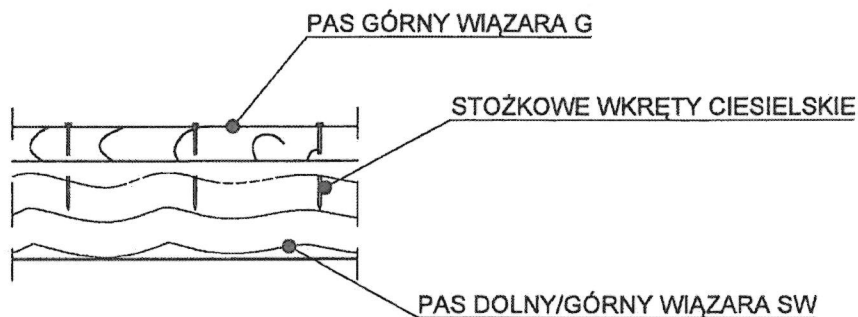 PAS GÓRNY WIĄZARA G
STOŻKOWE WKRĘTY CIESIELSKIE
PAS DOLNY/GÓRNY WIĄZARA SW